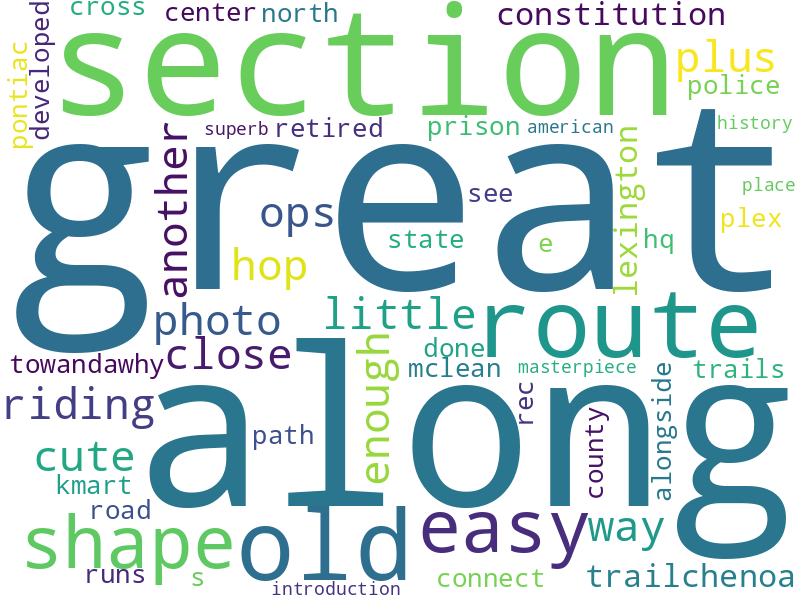 cross
center
north
constitution
developed
pontiac
section
plus
police
another
superb
retired
prison
american
history
great
lexington
see
place
ops
state
e
hq
plex
hop
photo
little
route
towandawhy
close
enough
done
mclean
masterpiece
trails
riding
along
rec
county
alongside
path
cute
kmart
road
shape
old
easy
way
runs
s
introduction
connect
trailchenoa